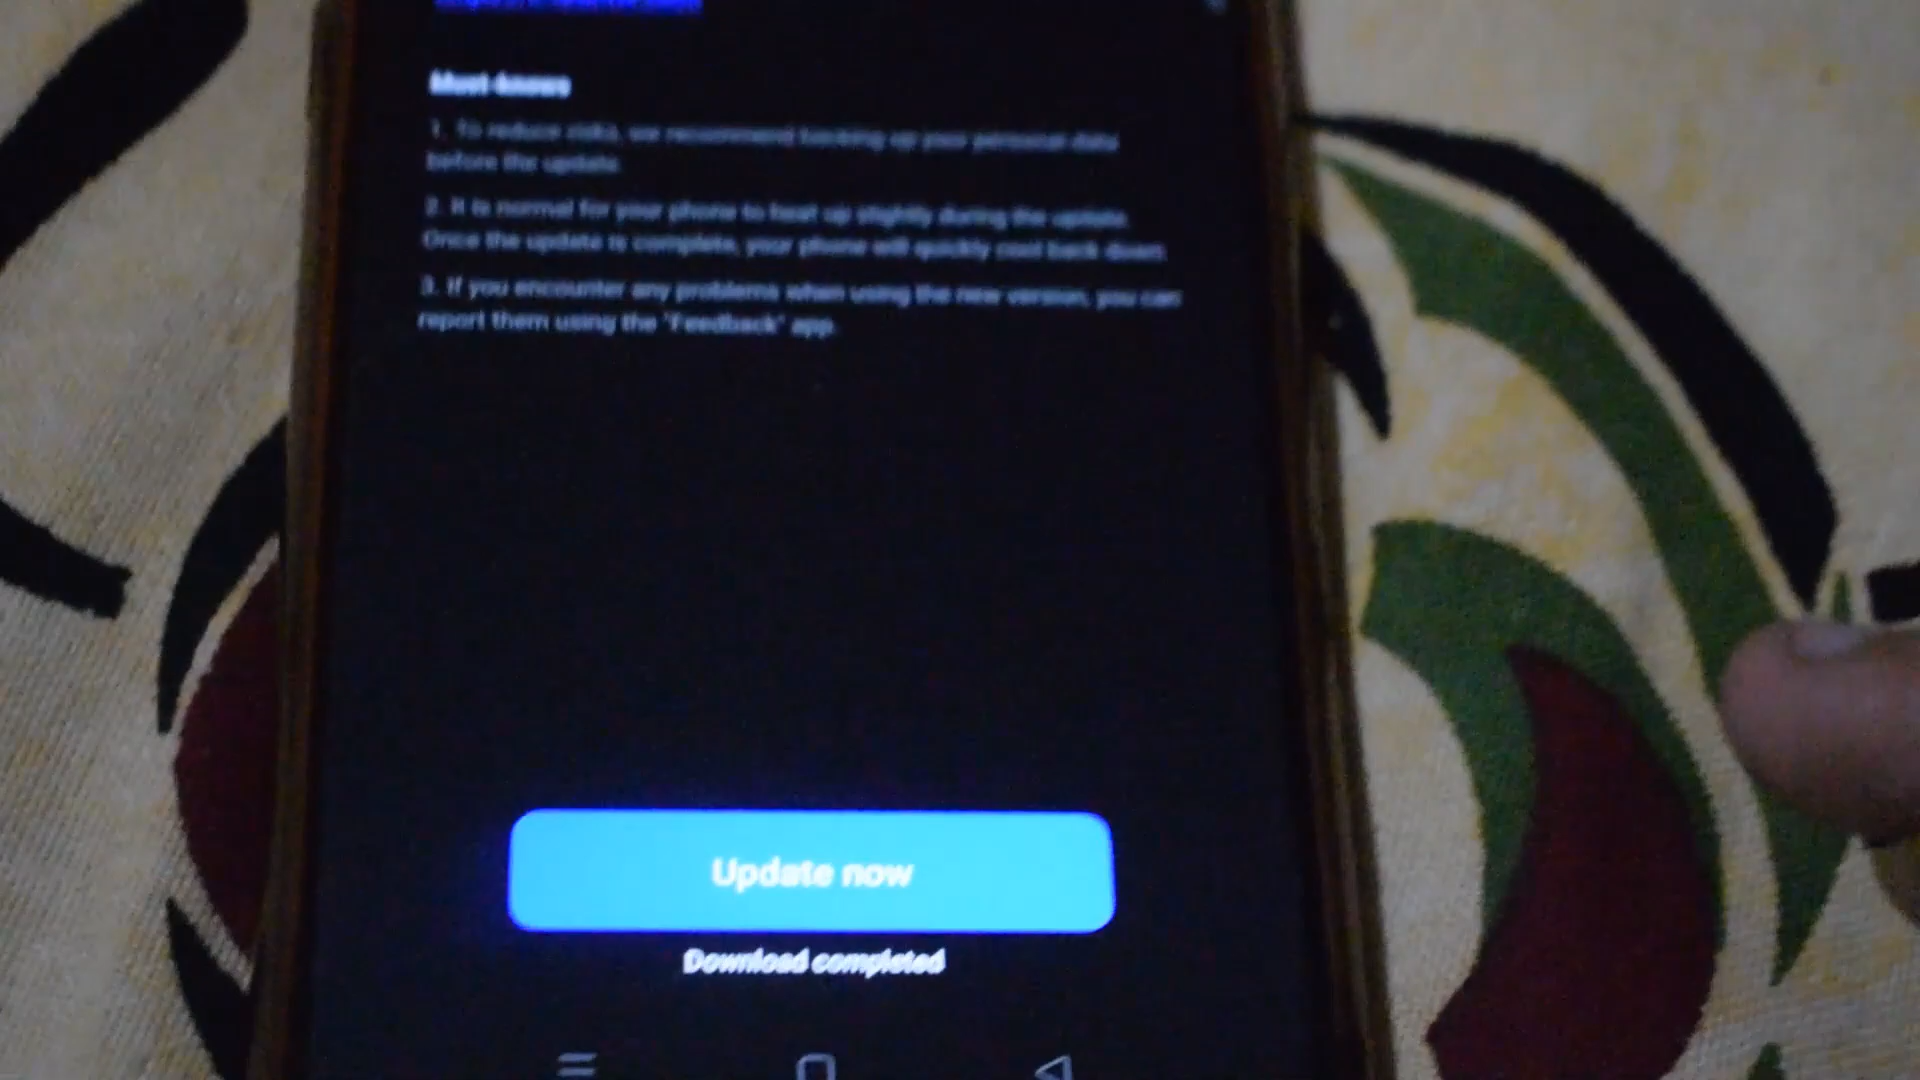 Must-knows
1. To reduce risks, we recommend backing up your personal data
before the update.
2. It is normal for your phone to heat up slightly during the update.
Once the update is complete, your phone will quickly cool back down.
3. If you encounter any problems when using the new version, you can
report them using the "Feedback" app.
Update now
Download completed